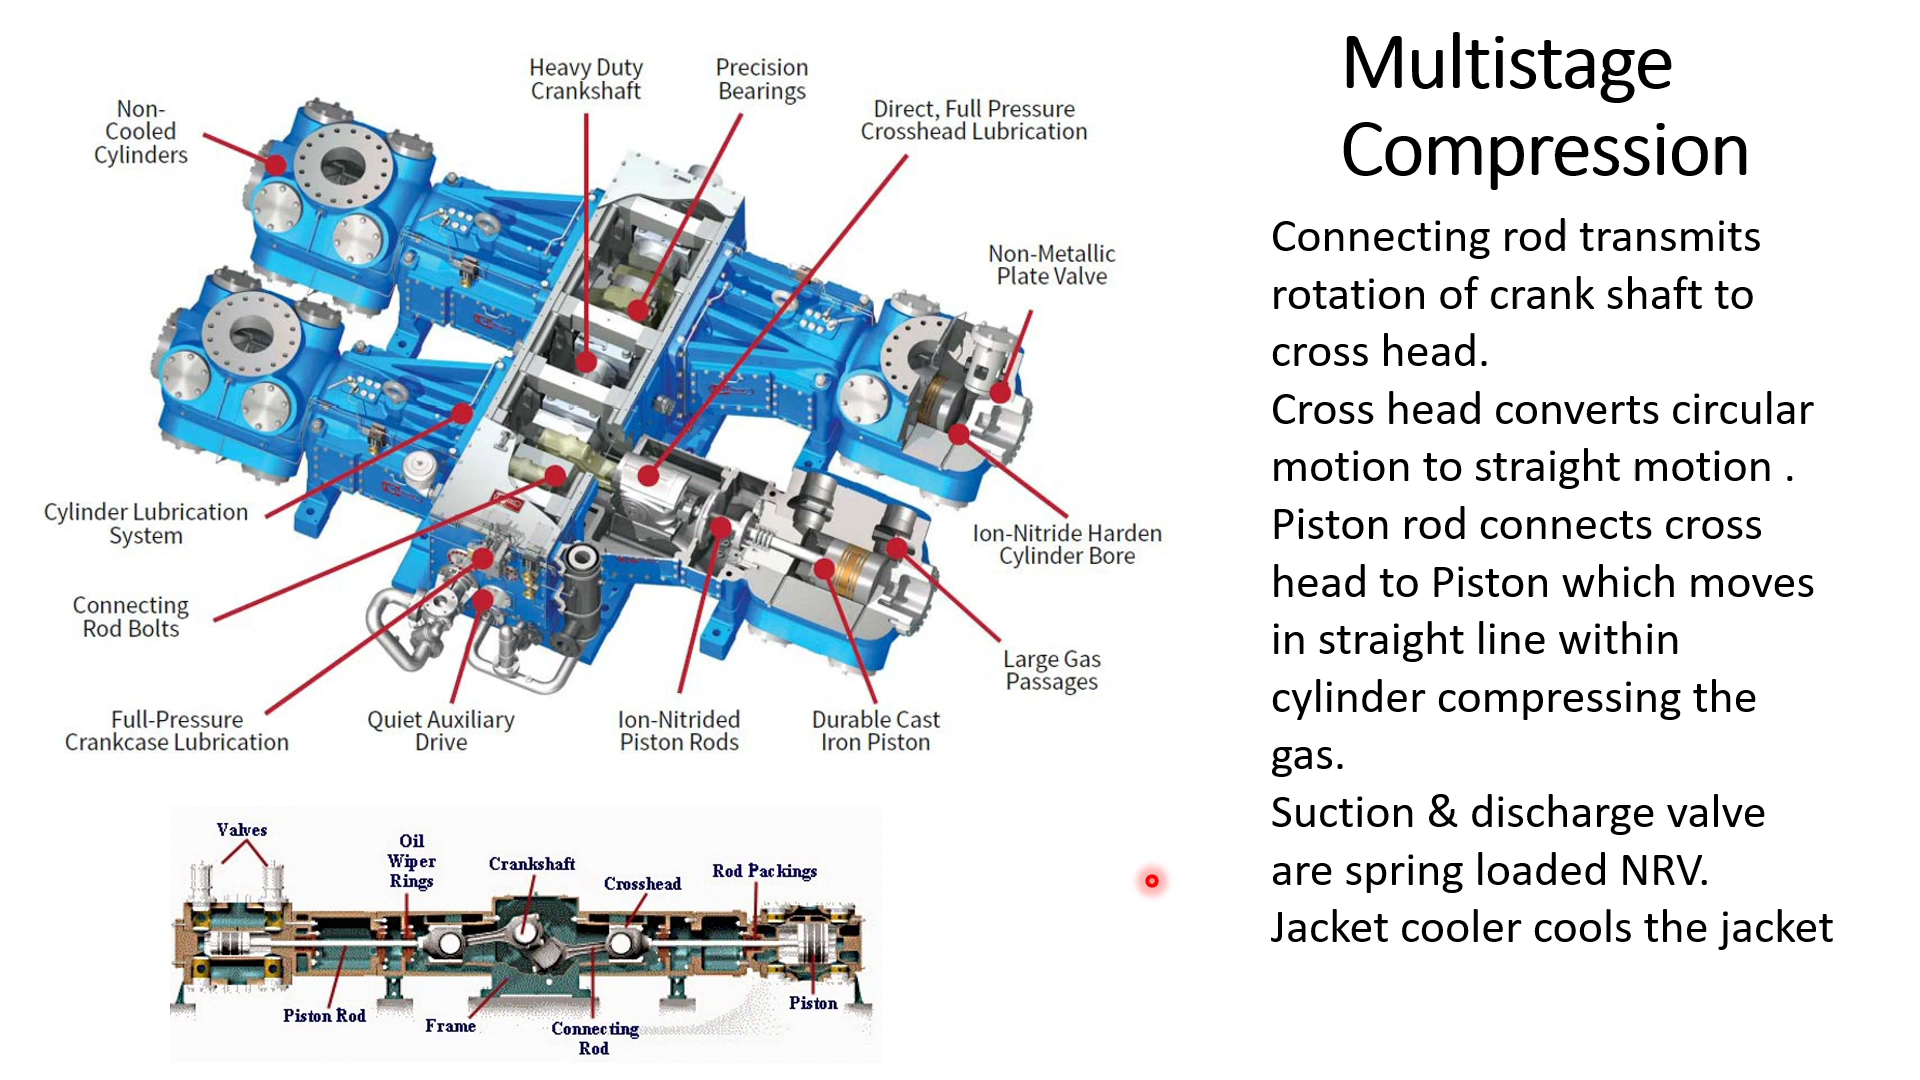 Multistage
Compression
Connecting rod transmits
rotation of crank shaft to
cross head.
Cross head converts circular
motion to straight motion .
Piston rod connects cross
head to Piston which moves
in straight line within
cylinder compressing the
gas.
Suction & discharge valve
are spring loaded NRV.
Jacket cooler cools the jacket
Non-
Cooled
Cylinders
Heavy Duty
Crankshaft
Precision
Bearings
Direct, Full Pressure
Crosshead Lubrication
Non-Metallic
Plate Valve
Ion-Nitride Harden
Cylinder Bore
Large Gas
Passages
Durable Cast
Iron Piston
Ion-Nitrided
Piston Rods
Quiet Auxiliary
Drive
Full-Pressure
Crankcase Lubrication
Connecting
Rod Bolts
Cylinder Lubrication
System
Valves
Oil
Wiper
Rings
Crankshaft
Crosshead
Rod Packings
Piston Rod
Frame
Connecting
Rod
Piston